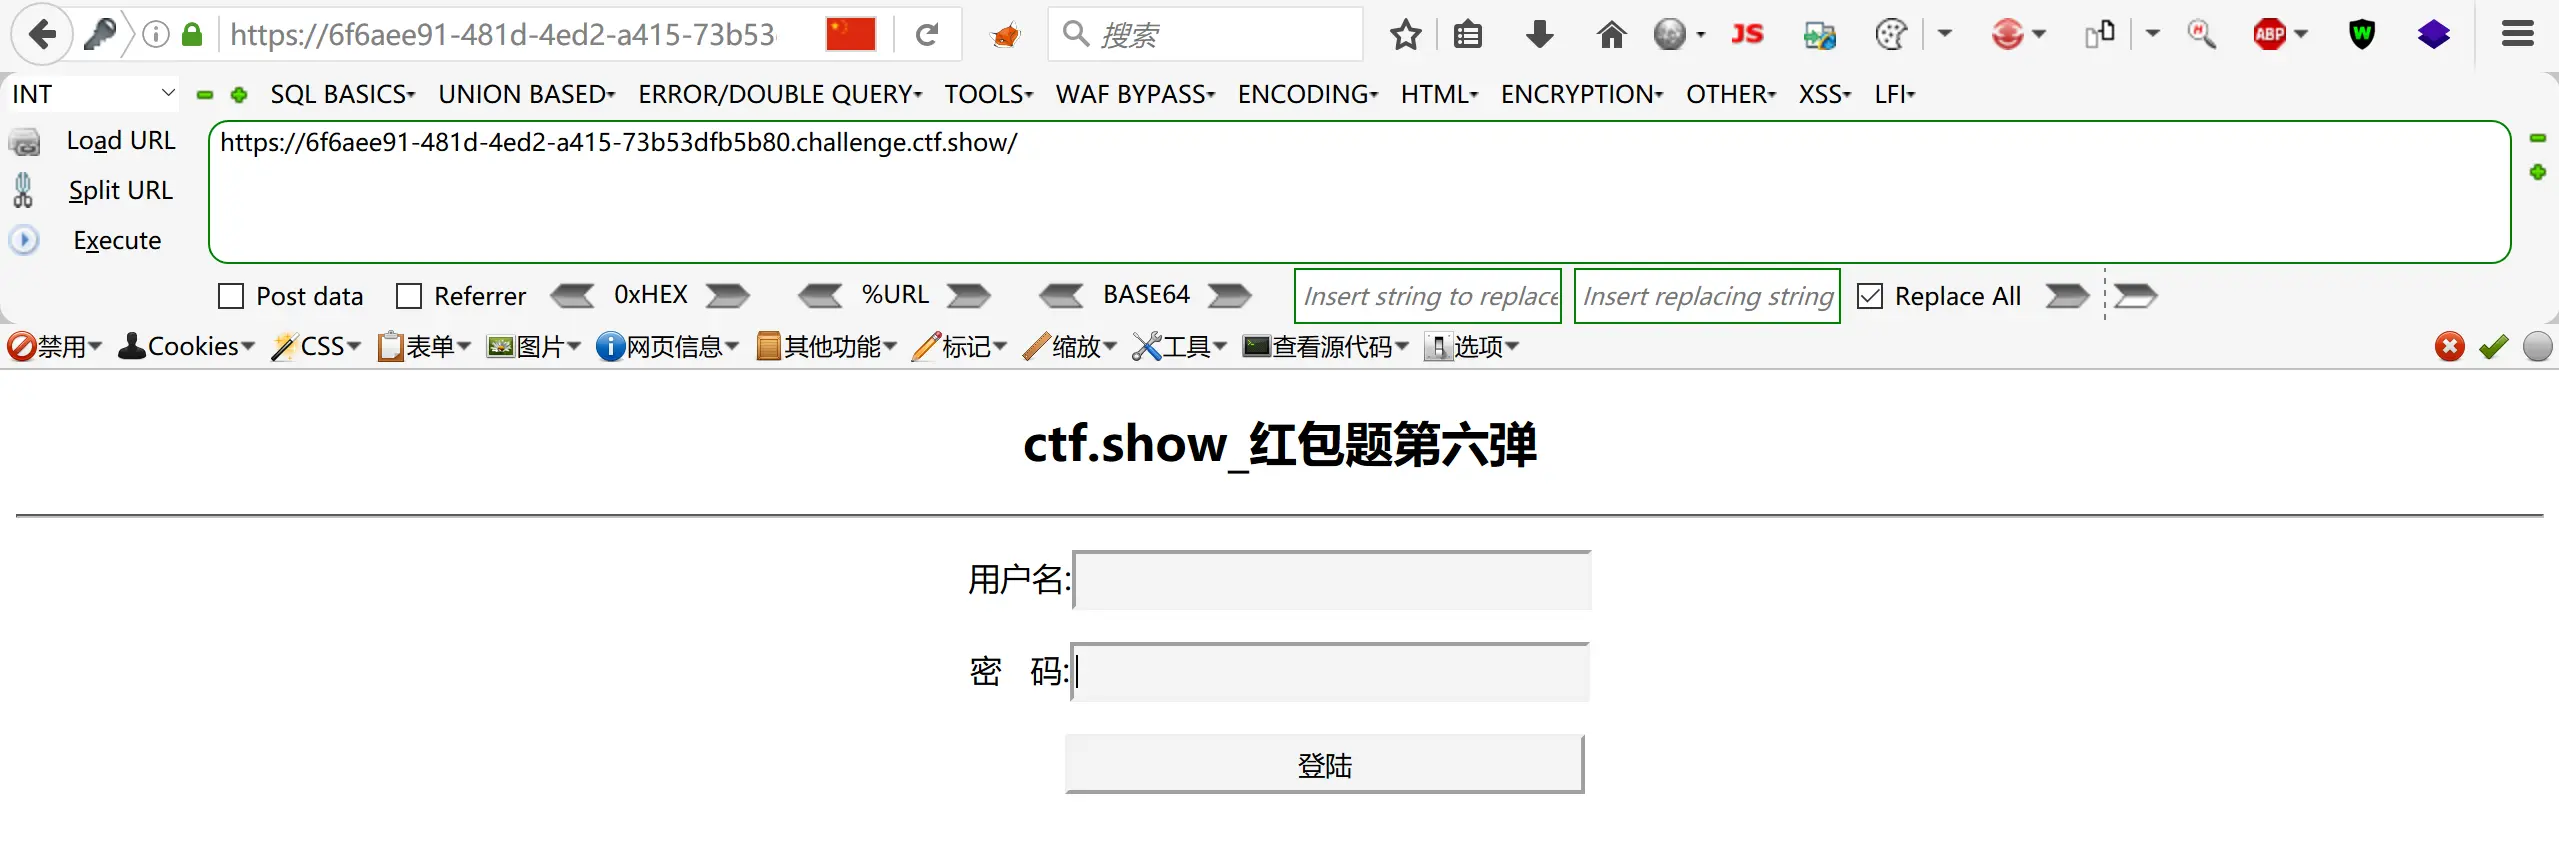 https://6f6aee91-481d-4ed2-a415-73b53 搜索 JS ABP W
INT SQL BASICS UNION BASED ERROR/DOUBLE QUERY TOOLS WAF BYPASS ENCODING HTML ENCRYPTION OTHER XSS LFI
Load URL https://6f6aee91-481d-4ed2-a415-73b53dfb5b80.challenge.ctf.show/
Split URL
Execute
Post data Referrer 0xHEX %URL BASE64 Insert string to replace Insert replacing string Replace All
禁用 Cookies CSS 表单 图片 网页信息 其他功能 标记 缩放 工具 查看源代码 选项
ctf.show_红包题第六弹
用户名:
密 码:
登陆